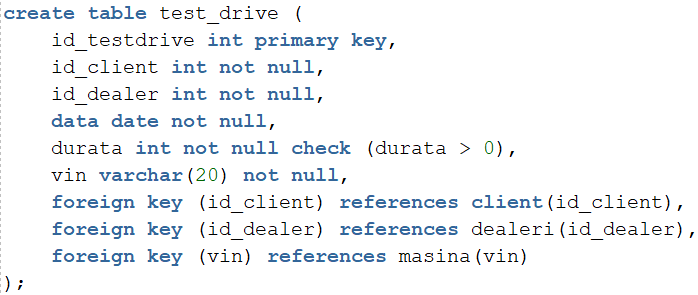 create table test_drive (
    id_testdrive int primary key,
    id_client int not null,
    id_dealer int not null,
    data date not null,
    durata int not null check (durata > 0),
    vin varchar(20) not null,
    foreign key (id_client) references client(id_client),
    foreign key (id_dealer) references dealeri(id_dealer),
    foreign key (vin) references masina(vin)
);